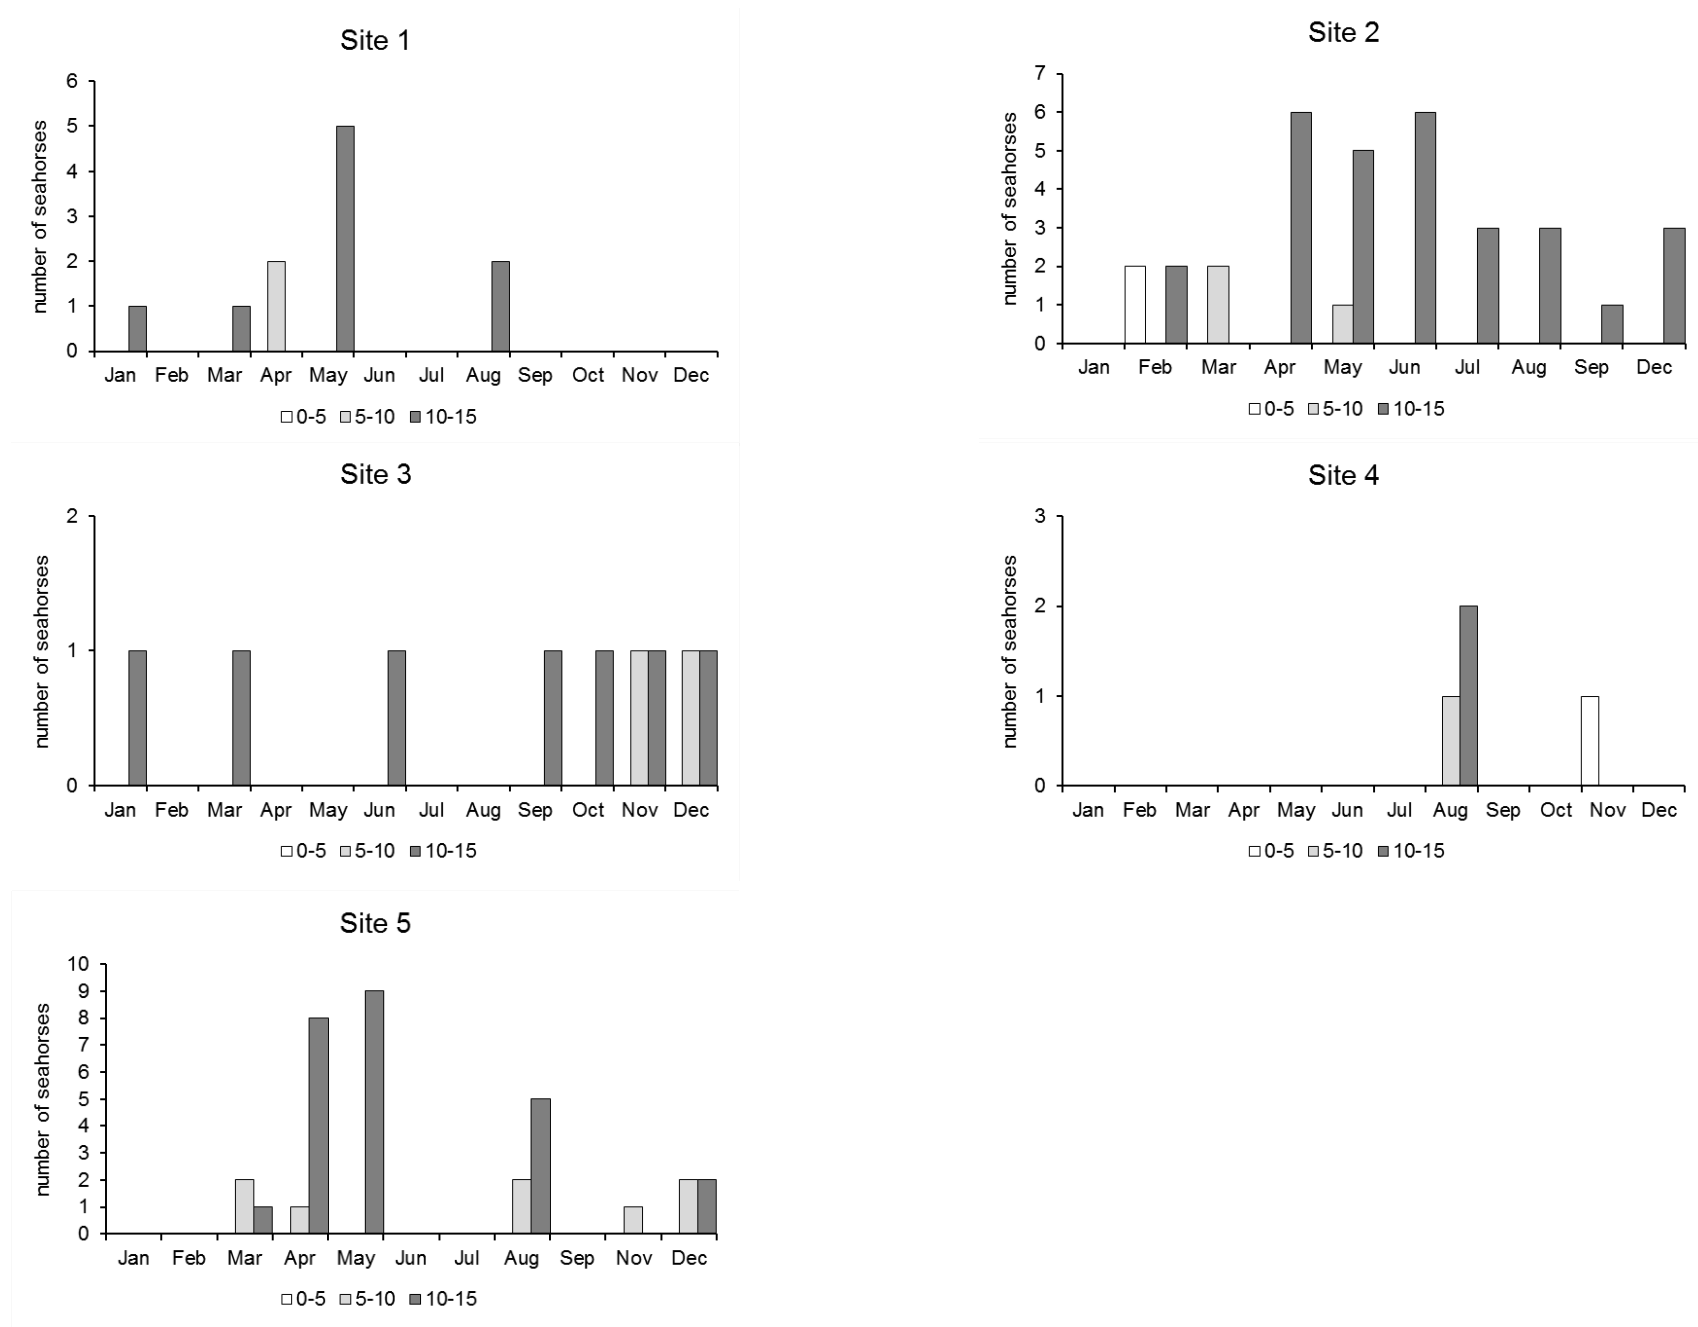 Site 1
number of seahorses
6
5
4
3
2
1
0
Jan Feb Mar Apr May Jun Jul Aug Sep Oct Nov Dec
0-5 5-10 10-15
Site 2
number of seahorses
7
6
5
4
3
2
1
0
Jan Feb Mar Apr May Jun Jul Aug Sep Dec
0-5 5-10 10-15
Site 3
number of seahorses
2
1
0
Jan Feb Mar Apr May Jun Jul Aug Sep Oct Nov Dec
0-5 5-10 10-15
Site 4
number of seahorses
3
2
1
0
Jan Feb Mar Apr May Jun Jul Aug Sep Oct Nov Dec
0-5 5-10 10-15
Site 5
number of seahorses
10
9
8
7
6
5
4
3
2
1
0
Jan Feb Mar Apr May Jun Jul Aug Sep Nov Dec
0-5 5-10 10-15